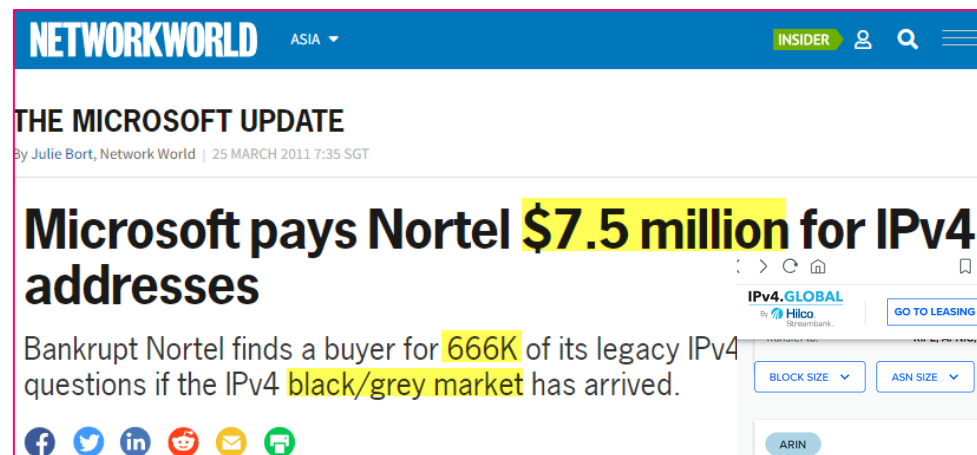 NETWORKWORLD ASIA INSIDER
THE MICROSOFT UPDATE
By Julie Bort, Network World | 25 MARCH 2011 7:35 SGT
Microsoft pays Nortel $7.5 million for IPv4
addresses
Bankrupt Nortel finds a buyer for 666K of its legacy IPv4
questions if the IPv4 black/grey market has arrived.
IPv4.GLOBAL
By Hilco.
Streambank.
GO TO LEASING
BLOCK SIZE
ASN SIZE
ARIN